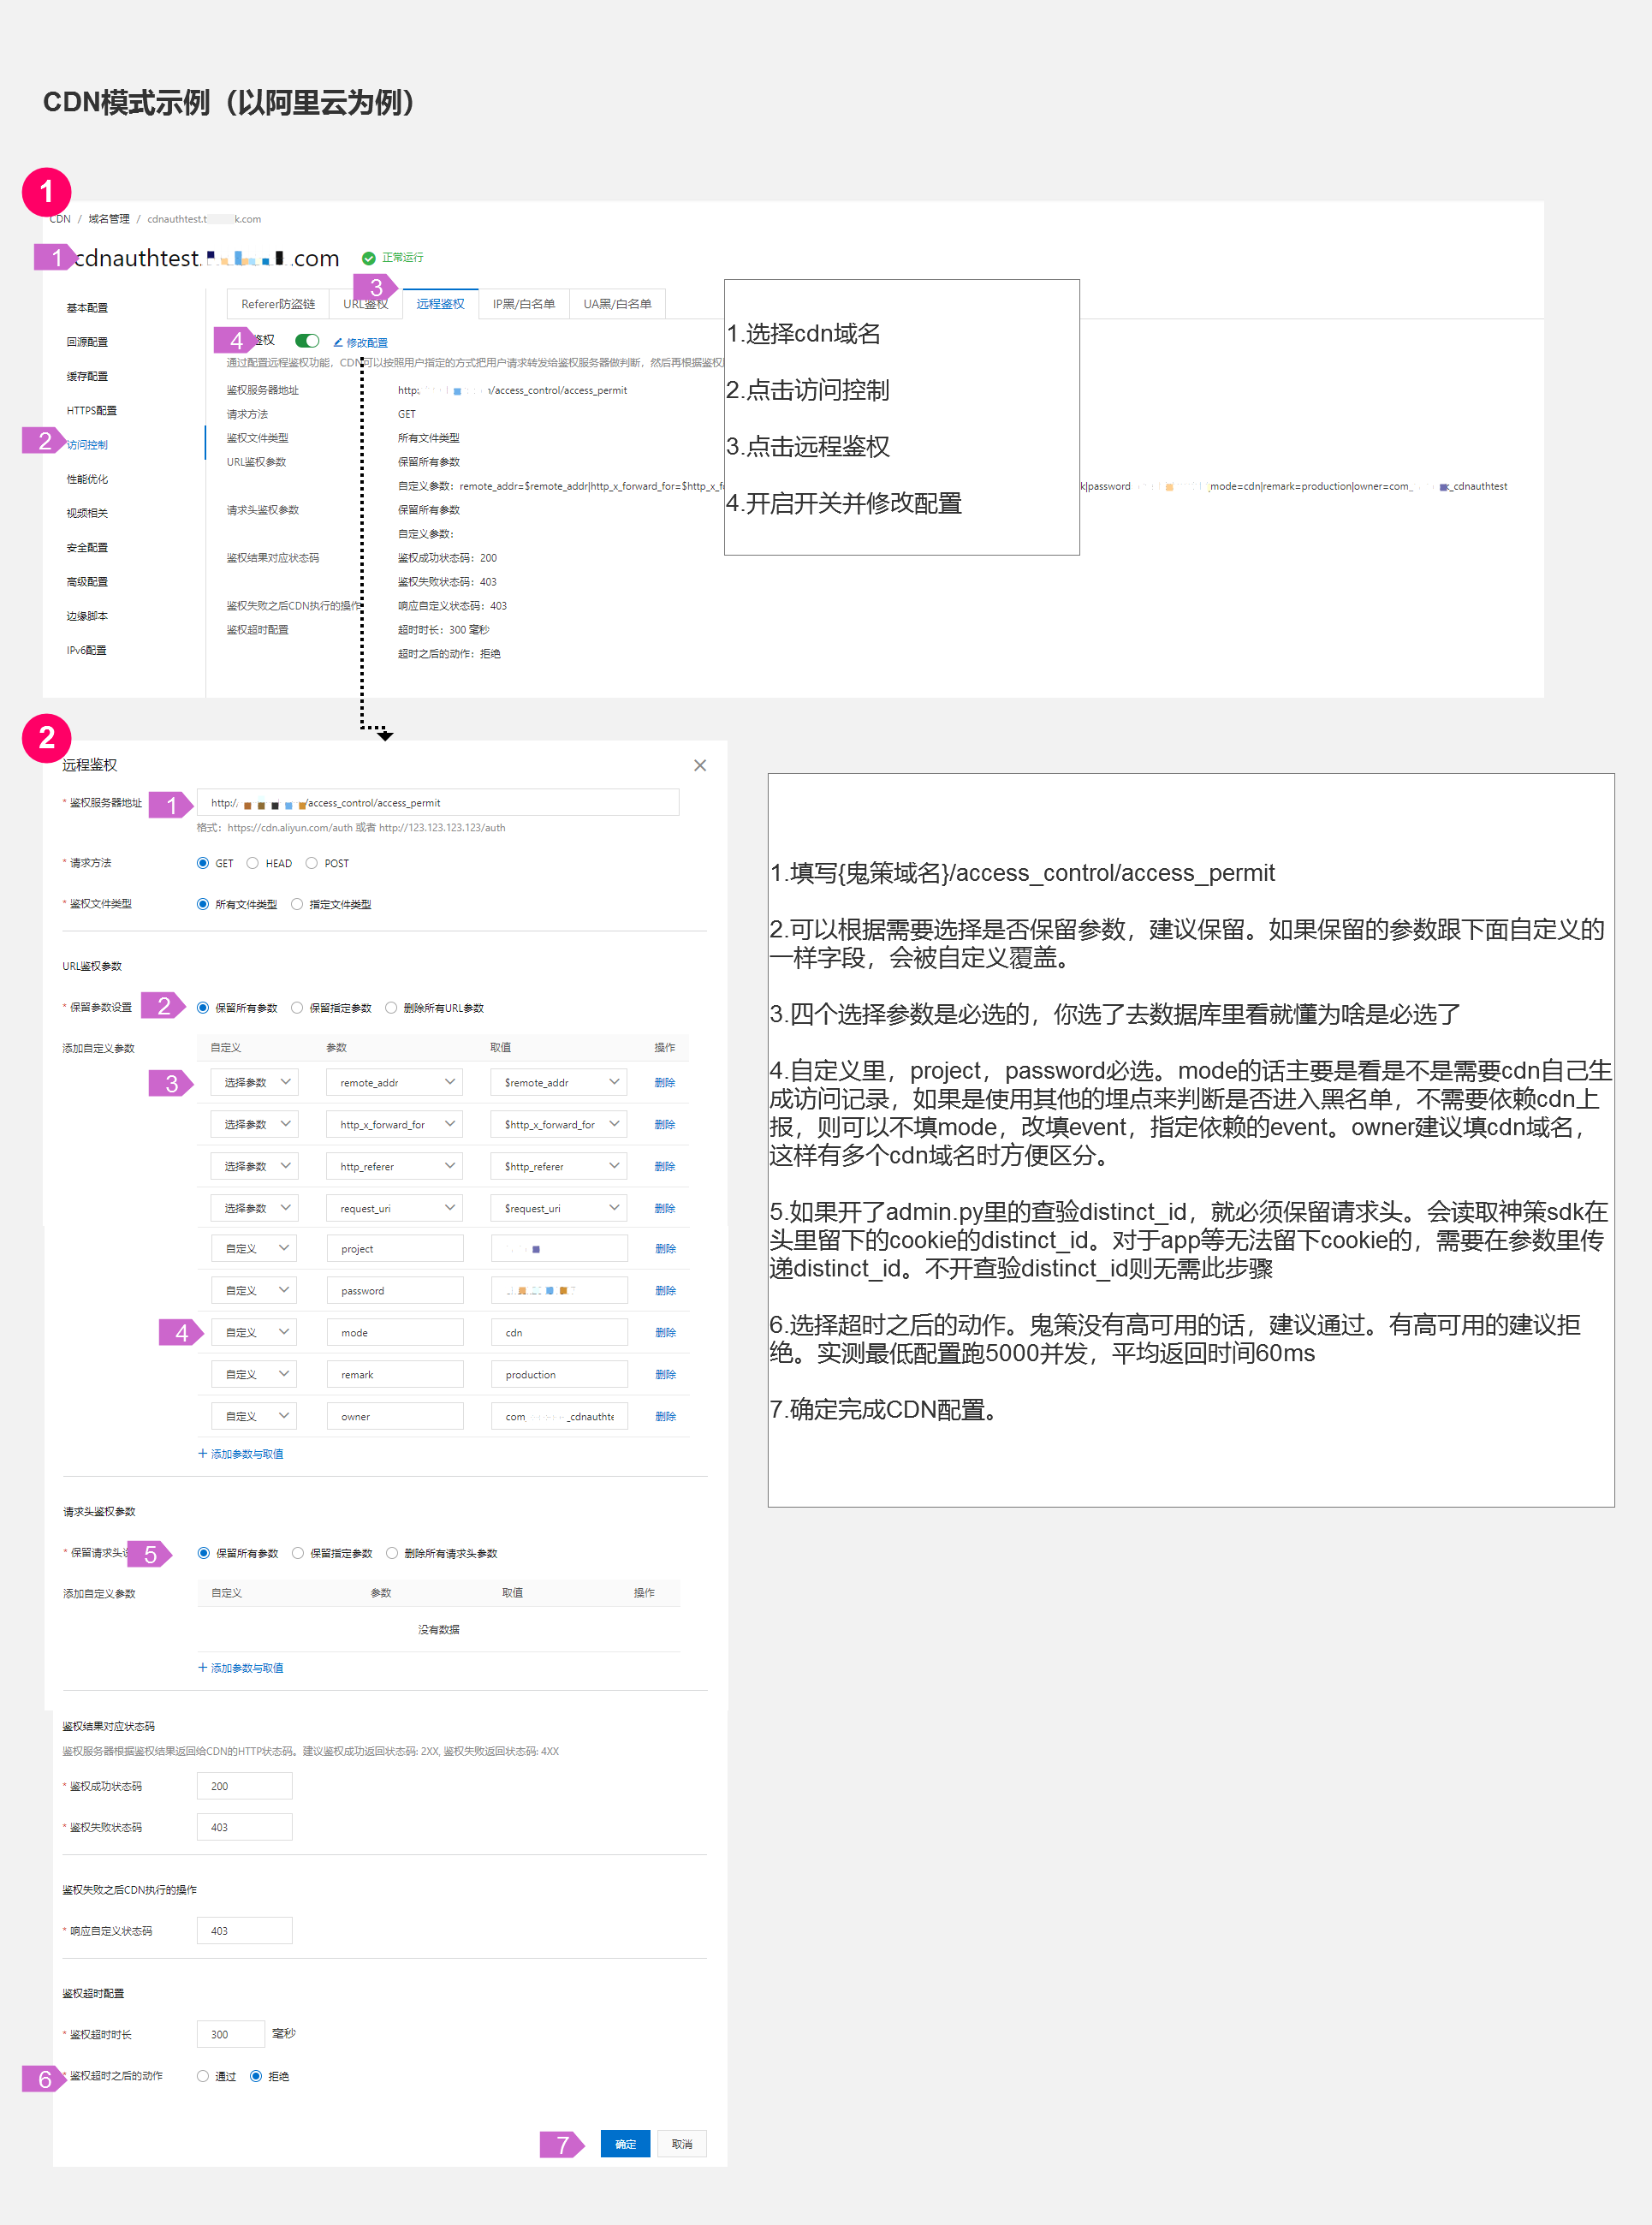 CDN模式示例（以阿里云为例）
1
CDN / 域名管理 / cdnauthtest.t k.com
1
cdnauthtest. .com 正常运行
3
Referer防盗链 URL鉴权 远程鉴权 IP黑/白名单 UA黑/白名单
基本配置
回源配置
缓存配置
HTTPS配置
2
访问控制
性能优化
视频相关
安全配置
高级配置
边缘脚本
IPv6配置
4
鉴权 修改配置
通过配置远程鉴权功能，CDN可以按照用户指定的方式把用户请求转发给鉴权服务器做判断，然后再根据鉴权
鉴权服务器地址 http: /access_control/access_permit
请求方法 GET
鉴权文件类型 所有文件类型
URL鉴权参数 保留所有参数
自定义参数：remote_addr=$remote_addr|http_x_forward_for=$http_x_f k|password _mode=cdn|remark=production|owner=com_ k_cdnauthtest
请求头鉴权参数 保留所有参数
自定义参数：
鉴权结果对应状态码 鉴权成功状态码：200
鉴权失败状态码：403
鉴权失败之后CDN执行的操作 响应自定义状态码：403
鉴权超时配置 超时时长：300 毫秒
超时之后的动作：拒绝
1.选择cdn域名
2.点击访问控制
3.点击远程鉴权
4.开启开关并修改配置
2
远程鉴权
* 鉴权服务器地址 1 http:/ /access_control/access_permit
格式：https://cdn.aliyun.com/auth 或者 http://123.123.123.123/auth
* 请求方法 GET HEAD POST
* 鉴权文件类型 所有文件类型 指定文件类型
URL鉴权参数
* 保留参数设置 2 保留所有参数 保留指定参数 删除所有URL参数
添加自定义参数 自定义 参数 取值 操作
3 选择参数 remote_addr $remote_addr 删除
选择参数 http_x_forward_for $http_x_forward_for 删除
选择参数 http_referer $http_referer 删除
选择参数 request_uri $request_uri 删除
自定义 project 删除
自定义 password 删除
4 自定义 mode cdn 删除
自定义 remark production 删除
自定义 owner com_ _cdnauthte 删除
+ 添加参数与取值
请求头鉴权参数
* 保留请求头 5 保留所有参数 保留指定参数 删除所有请求头参数
添加自定义参数 自定义 参数 取值 操作
没有数据
+ 添加参数与取值
鉴权结果对应状态码
鉴权服务器根据鉴权结果返回给CDN的HTTP状态码。建议鉴权成功返回状态码: 2XX, 鉴权失败返回状态码: 4XX
* 鉴权成功状态码 200
* 鉴权失败状态码 403
鉴权失败之后CDN执行的操作
* 响应自定义状态码 403
鉴权超时配置
* 鉴权超时时长 300 毫秒
6 * 鉴权超时之后的动作 通过 拒绝
7 确定 取消
1.填写{鬼策域名}/access_control/access_permit
2.可以根据需要选择是否保留参数，建议保留。如果保留的参数跟下面自定义的
一样字段，会被自定义覆盖。
3.四个选择参数是必选的，你选了去数据库里看就懂为啥是必选了
4.自定义里，project，password必选。mode的话主要是看是不是需要cdn自己生
成访问记录，如果是使用其他的埋点来判断是否进入黑名单，不需要依赖cdn上
报，则可以不填mode，改填event，指定依赖的event。owner建议填cdn域名，
这样有多个cdn域名时方便区分。
5.如果开了admin.py里的查验distinct_id，就必须保留请求头。会读取神策sdk在
头里留下的cookie的distinct_id。对于app等无法留下cookie的，需要在参数里传
递distinct_id。不开查验distinct_id则无需此步骤
6.选择超时之后的动作。鬼策没有高可用的话，建议通过。有高可用的建议拒
绝。实测最低配置跑5000并发，平均返回时间60ms
7.确定完成CDN配置。